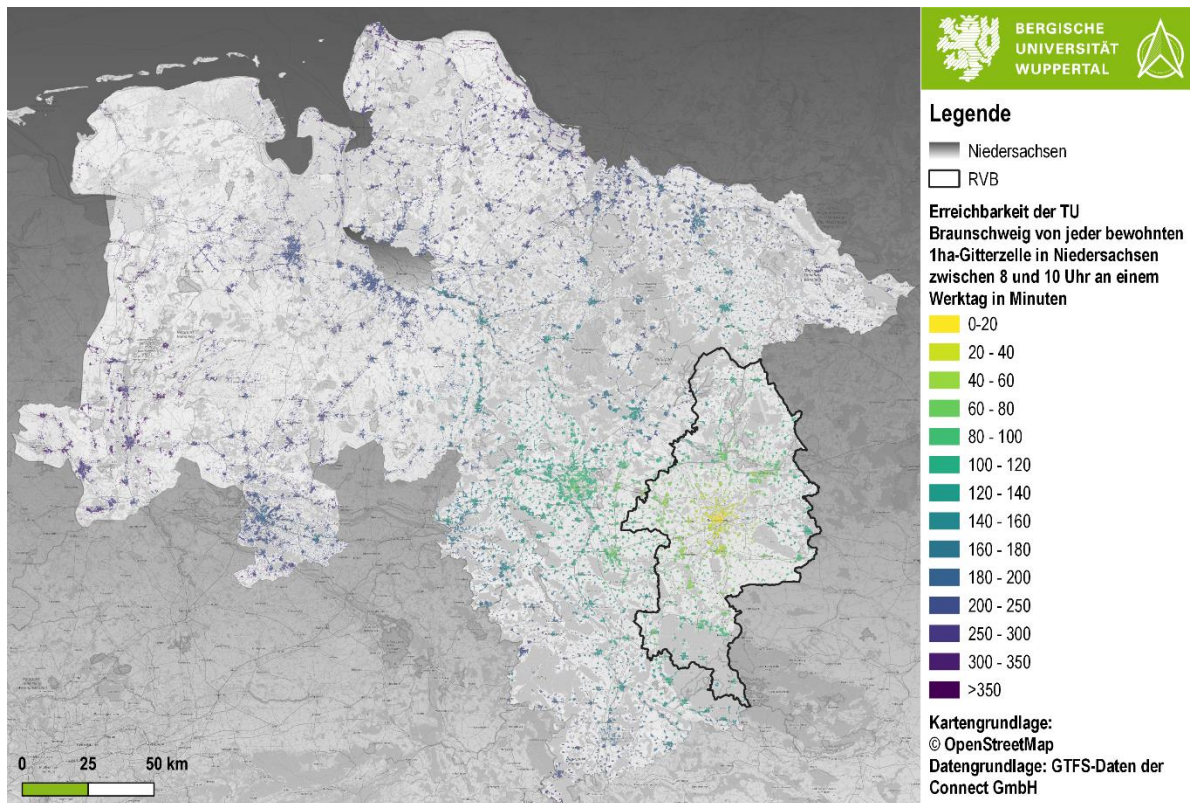 BERGISCHE
UNIVERSITÄT
WUPPERTAL
Legende
Niedersachsen
RVB
Erreichbarkeit der TU
Braunschweig von jeder bewohnten
1ha-Gitterzelle in Niedersachsen
zwischen 8 und 10 Uhr an einem
Werktag in Minuten
0-20
20 - 40
40 - 60
60 - 80
80 - 100
100 - 120
120 - 140
140 - 160
160 - 180
180 - 200
200 - 250
250 - 300
300 - 350
>350
Kartengrundlage:
© OpenStreetMap
Datengrundlage: GTFS-Daten der
Connect GmbH
0 25 50 km